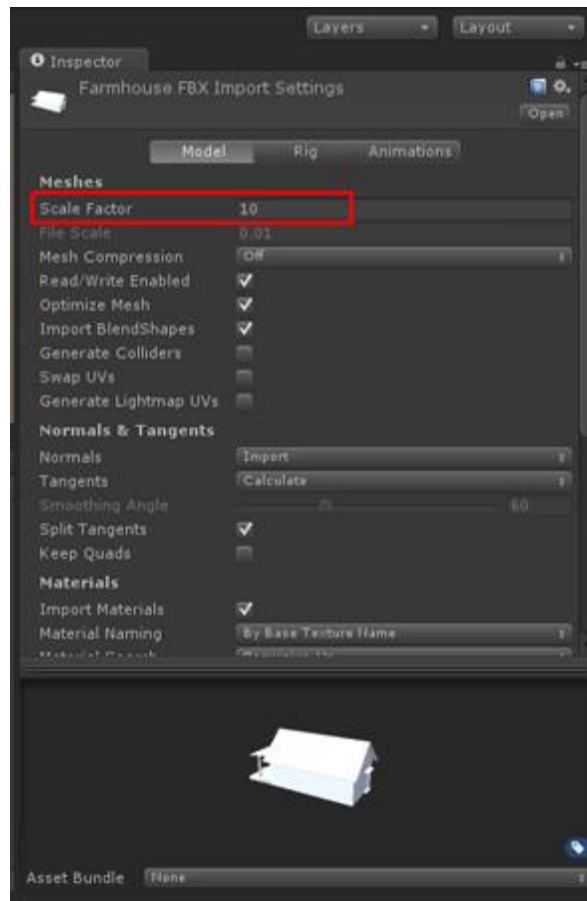 Layers Layout
Inspector
Farmhouse FBX Import Settings
Open
Model Rig Animations
Meshes
Scale Factor 10
File Scale 0.01
Mesh Compression Off
Read/Write Enabled
Optimize Mesh
Import BlendShapes
Generate Colliders
Swap UVs
Generate Lightmap UVs
Normals & Tangents
Normals Import
Tangents Calculate
Smoothing Angle 60
Split Tangents
Keep Quads
Materials
Import Materials
Material Naming By Base Texture Name
Asset Bundle None